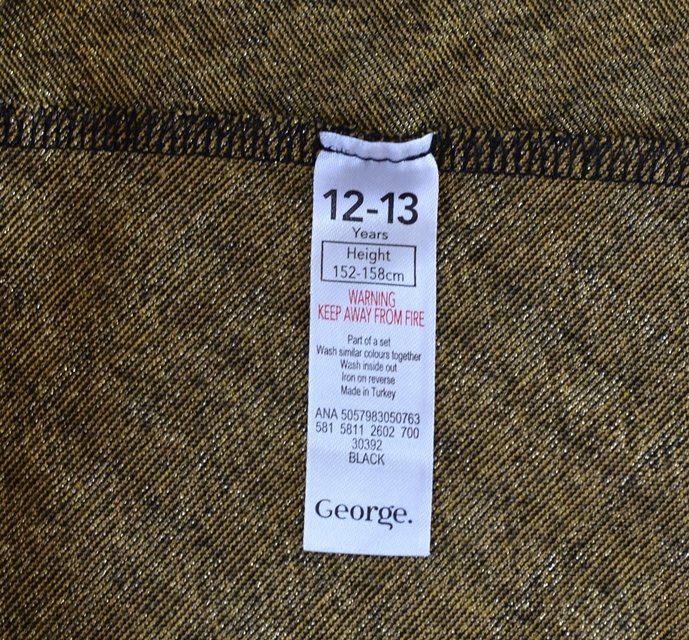 12-13
Years
Height
152-158cm
WARNING
KEEP AWAY FROM FIRE
Part of a set
Wash similar colours together
Wash inside out
Iron on reverse
Made in Turkey
ANA 5057983050763
581 5811 2602 700
30392
BLACK
George.